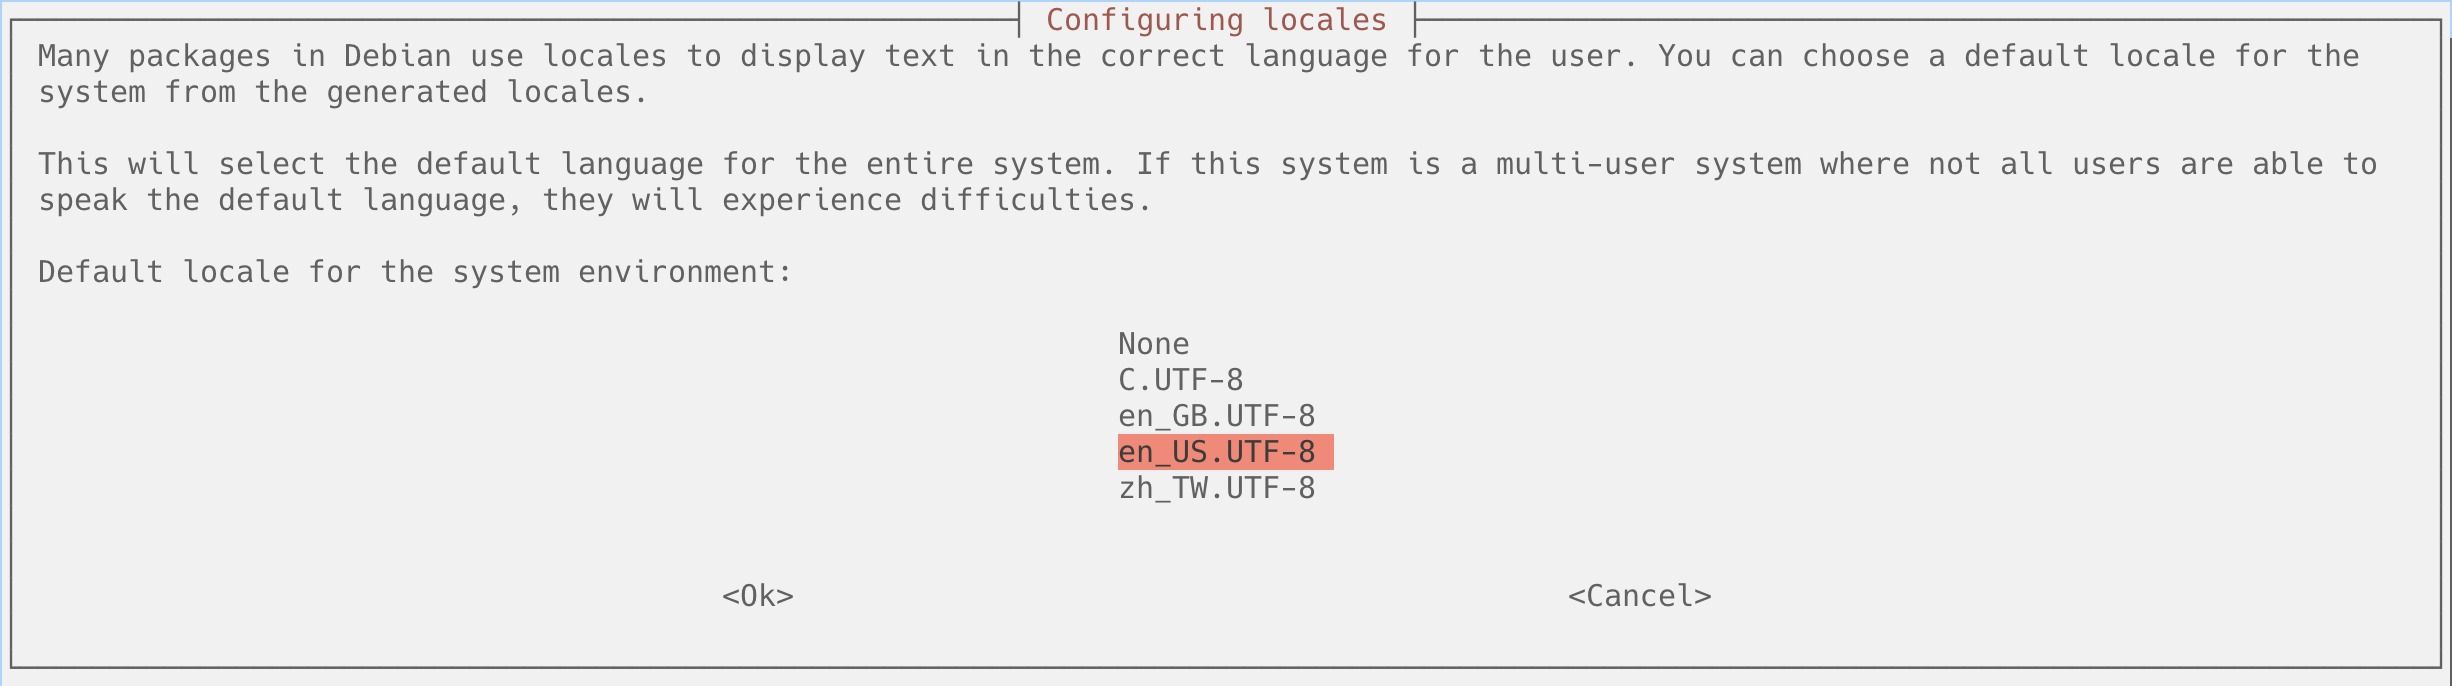 Configuring locales
Many packages in Debian use locales to display text in the correct language for the user. You can choose a default locale for the
system from the generated locales.
This will select the default language for the entire system. If this system is a multi-user system where not all users are able to
speak the default language, they will experience difficulties.
Default locale for the system environment:
None
C.UTF-8
en_GB.UTF-8
en_US.UTF-8
zh_TW.UTF-8
<Ok> <Cancel>